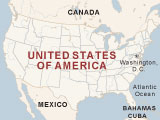 CANADA
UNITED STATES
OF AMERICA
Washington,
D.C.
Atlantic
Ocean
MEXICO
BAHAMAS
CUBA